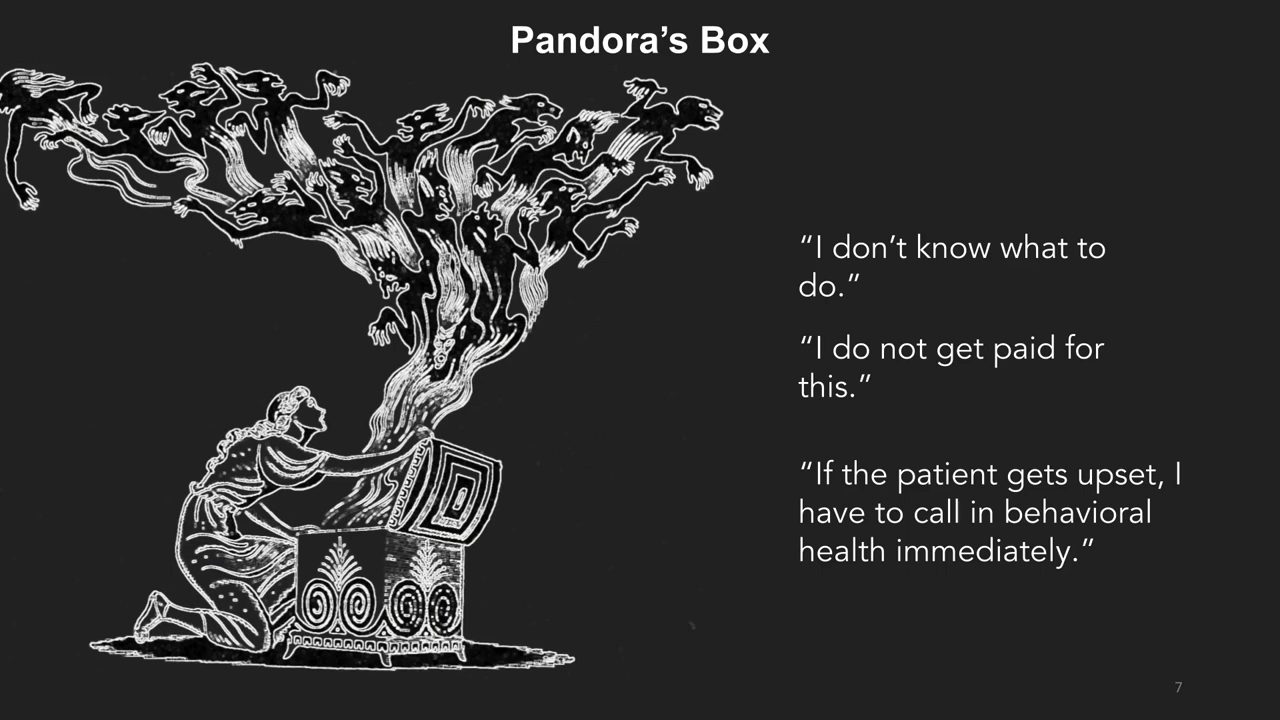 Pandora’s Box
“I don’t know what to
do.”
“I do not get paid for
this.”
“If the patient gets upset, I
have to call in behavioral
health immediately.”
7